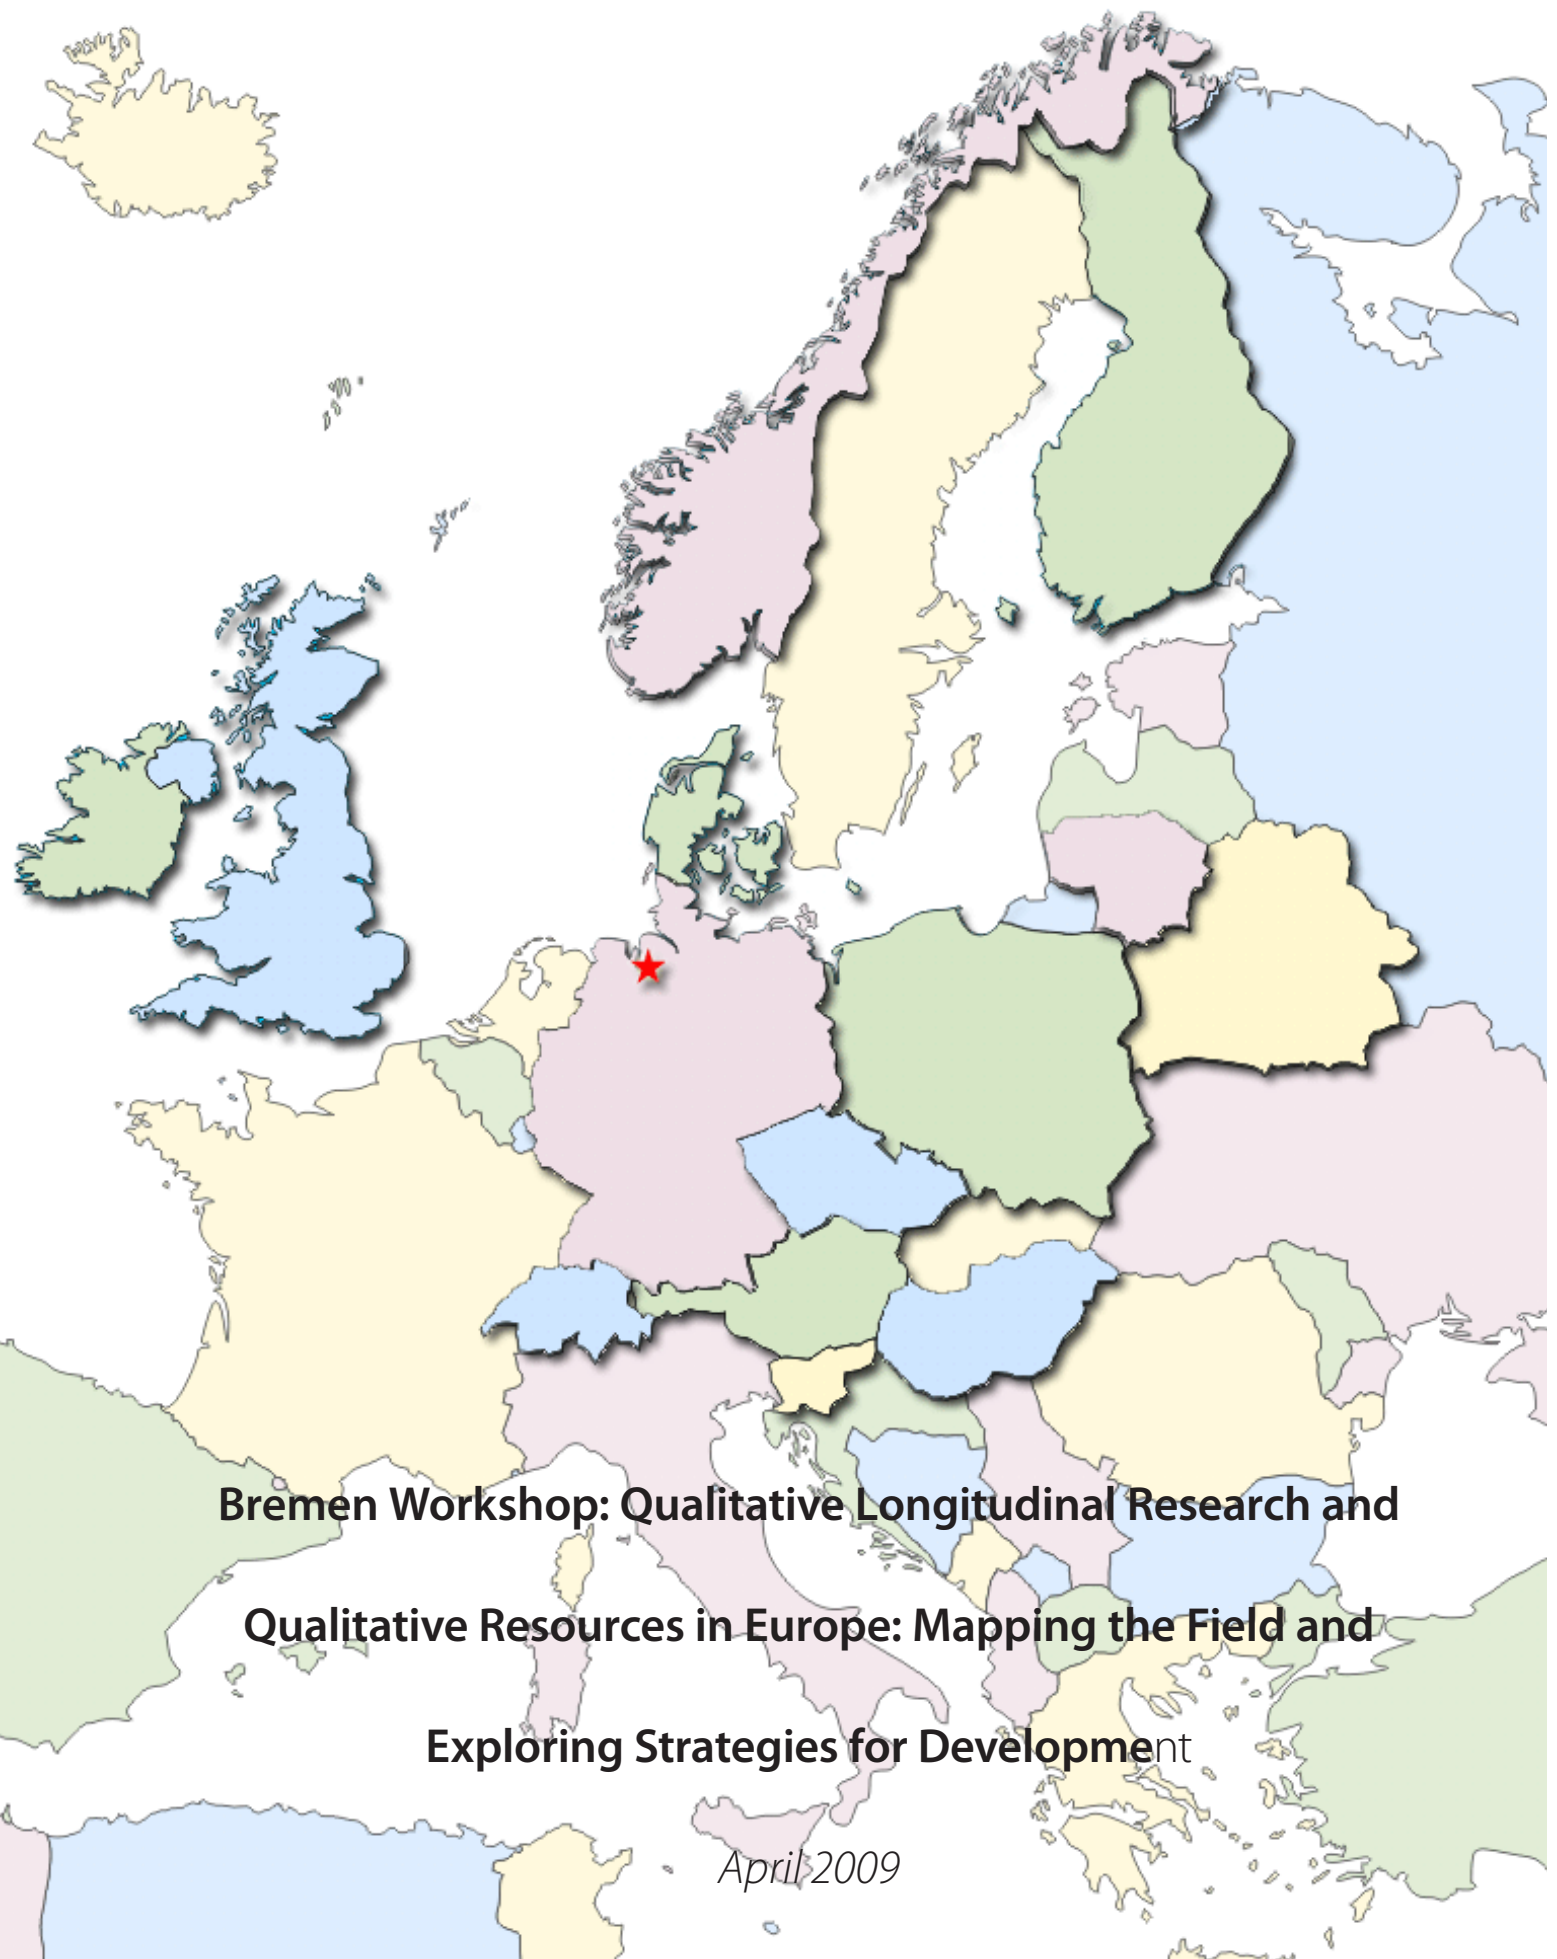 Bremen Workshop: Qualitative Longitudinal Research and
Qualitative Resources in Europe: Mapping the Field and
Exploring Strategies for Development
April 2009